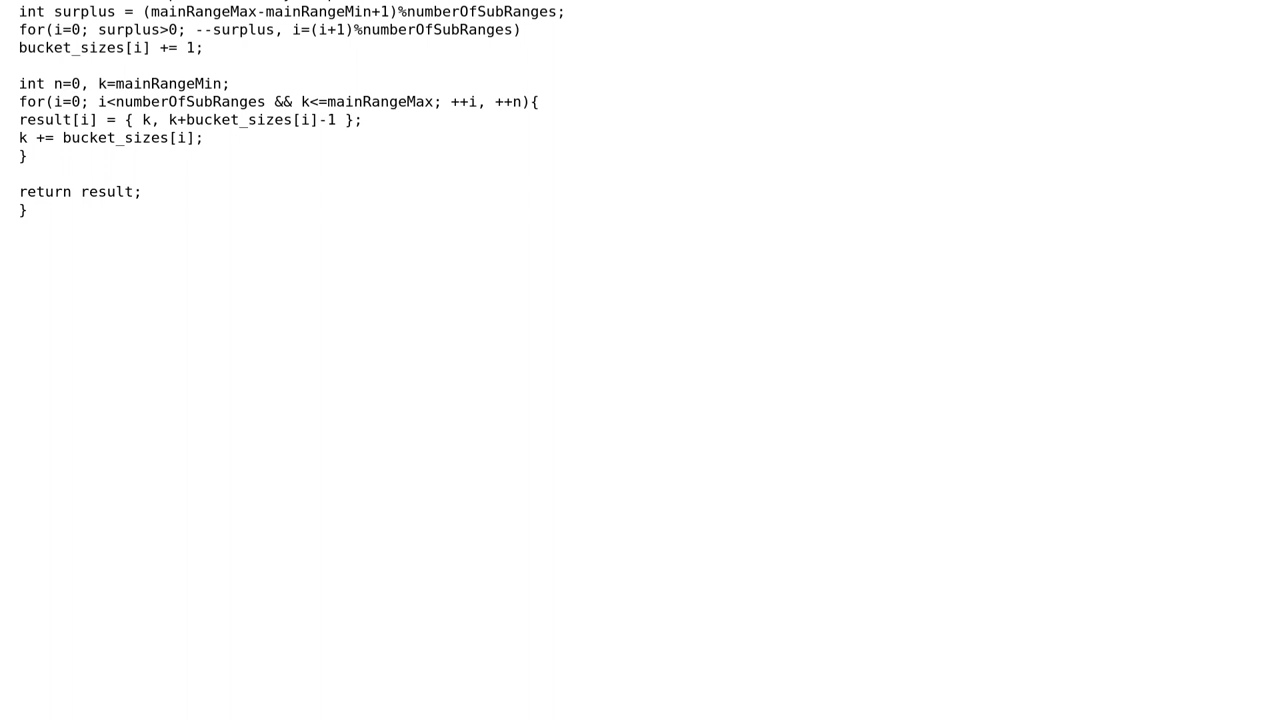 int surplus = (mainRangeMax-mainRangeMin+1)%numberOfSubRanges;
for(i=0; surplus>0; --surplus, i=(i+1)%numberOfSubRanges)
bucket_sizes[i] += 1;

int n=0, k=mainRangeMin;
for(i=0; i<numberOfSubRanges && k<=mainRangeMax; ++i, ++n){
result[i] = { k, k+bucket_sizes[i]-1 };
k += bucket_sizes[i];
}

return result;
}